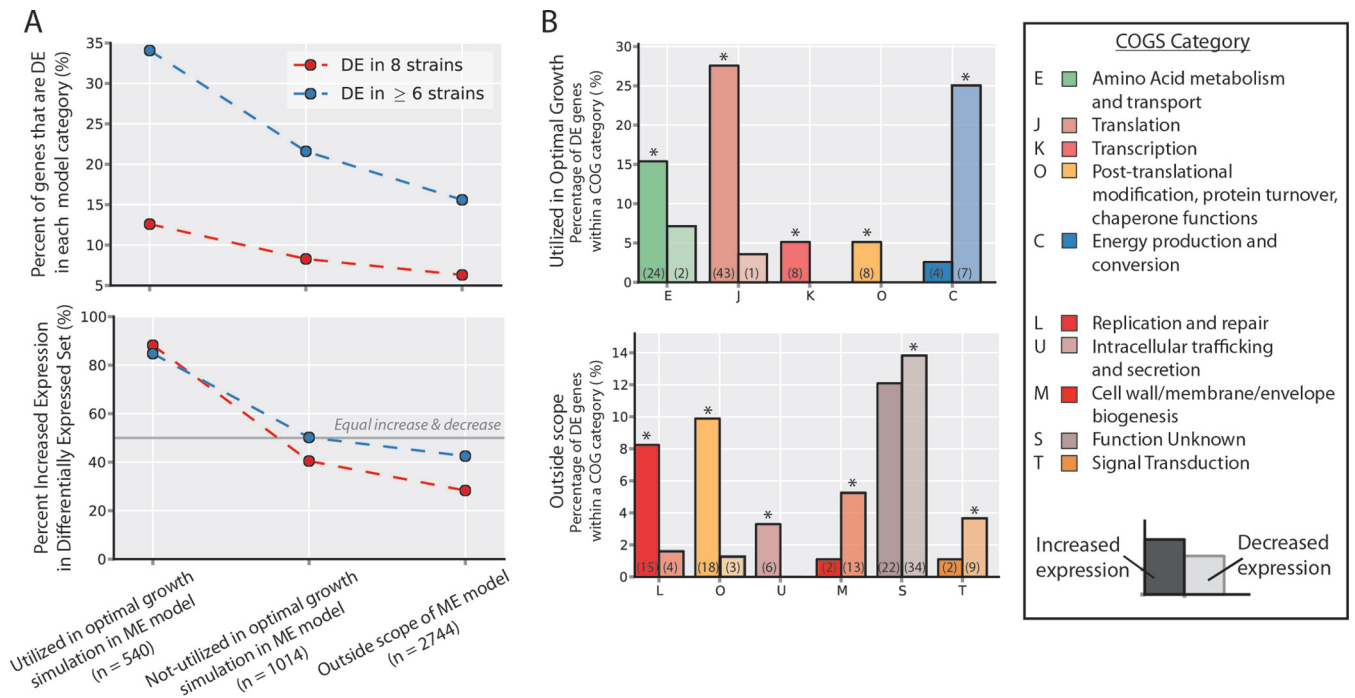 A
Percent of genes that are DE
in each model category (%)
35
30
25
20
15
10
5
DE in 8 strains
DE in ≥ 6 strains
Percent Increased Expression
in Differentially Expressed Set (%)
100
80
60
40
20
0
Equal increase & decrease
Utilized in optimal growth
simulation in ME model
(n = 540)
Not-utilized in optimal growth
simulation in ME model
(n = 1014)
Outside scope of ME model
(n = 2744)
B
Utilized in Optimal Growth
Percentage of DE genes
within a COG category (%)
30
25
20
15
10
5
0
* * * * *
(24) (2) (43) (1) (8) (8) (4) (7)
E J K O C
Outside scope
Percentage of DE genes
within a COG category (%)
14
12
10
8
6
4
2
0
* * * * * *
(15) (4) (18) (3) (6) (2) (13) (22) (34) (2) (9)
L O U M S T
COGS Category
E Amino Acid metabolism
and transport
J Translation
K Transcription
O Post-translational
modification, protein turnover,
chaperone functions
C Energy production and
conversion
L Replication and repair
U Intracellular trafficking
and secretion
M Cell wall/membrane/envelope
biogenesis
S Function Unknown
T Signal Transduction
Increased
expression
Decreased
expression